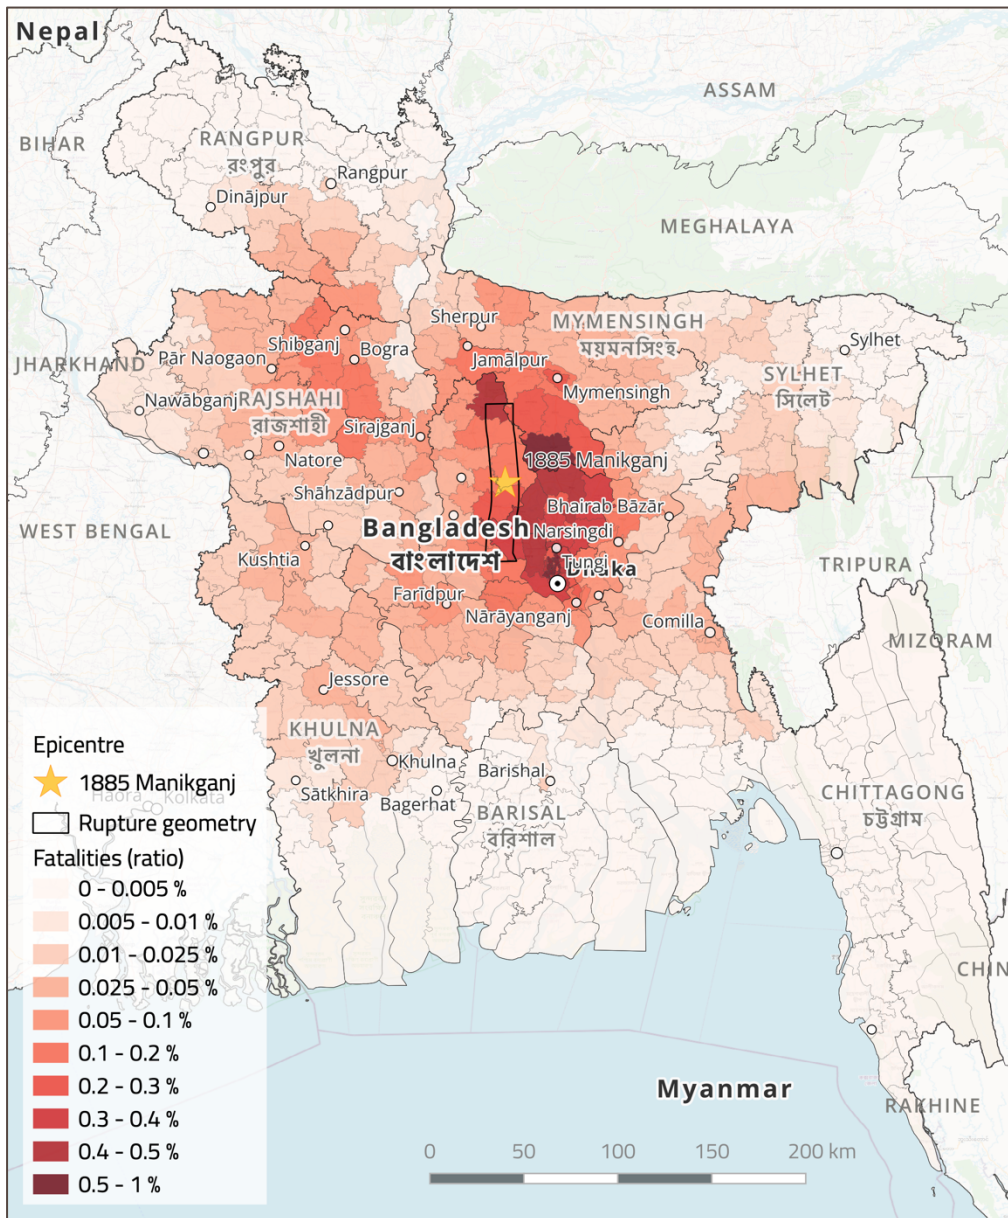 Nepal
ASSAM
BIHAR
RANGPUR
রংপুর
Rangpur
Dinājpur
MEGHALAYA
Sherpur
MYMENSINGH
ময়মনসিংহ
Sylhet
Shibganj
Bogra
Jamālpur
JHARKHAND
Pār Naogaon
SYLHET
সিলেট
Mymensingh
Nawābganj
RAJSHAHI
রাজশাহী
Sirajganj
Natore
1885 Manikganj
Shāhzādpur
Bhairab Bāzār
WEST BENGAL
Bangladesh
বাংলাদেশ
Narsingdi
Tungi
Dhaka
Kushtia
TRIPURA
Farīdpur
Nārāyanganj
Comilla
MIZORAM
Jessore
KHULNA
খুলনা
Khulna
Barishal
Sātkhira
Bagerhat
BARISAL
বরিশাল
CHITTAGONG
চট্টগ্রাম
Haora
Kolkata
CHIN
Myanmar
RAKHINE
Epicentre
1885 Manikganj
Rupture geometry
Fatalities (ratio)
0 - 0.005 %
0.005 - 0.01 %
0.01 - 0.025 %
0.025 - 0.05 %
0.05 - 0.1 %
0.1 - 0.2 %
0.2 - 0.3 %
0.3 - 0.4 %
0.4 - 0.5 %
0.5 - 1 %
0 50 100 150 200 km